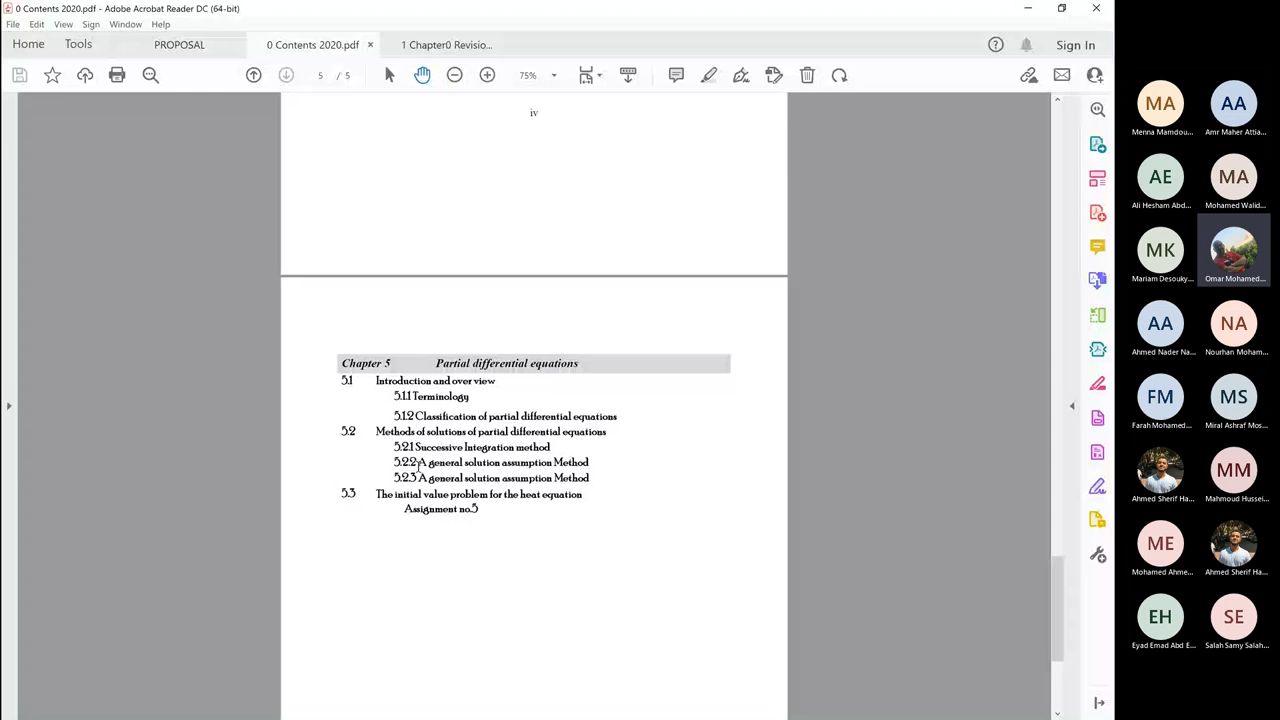 0 Contents 2020.pdf - Adobe Acrobat Reader DC (64-bit)
File Edit View Sign Window Help
Home Tools PROPOSAL 0 Contents 2020.pdf × 1 Chapter0 Revisio... Sign In
5 / 5 75%
iv
Chapter 5 Partial differential equations
5.1 Introduction and over view
5.1.1 Terminology
5.1.2 Classification of partial differential equations
5.2 Methods of solutions of partial differential equations
5.2.1 Successive Integration method
5.2.2 A general solution assumption Method
5.2.3 A general solution assumption Method
5.3 The initial value problem for the heat equation
Assignment no.5
MA AA
Menna Mamdou... Amr Maher Attia...
AE MA
Ali Hesham Abd... Mohamed Walid...
MK
Mariam Desouky... Omar Mohamed...
AA NA
Ahmed Nader Na... Nourhan Moham...
FM MS
Farah Mohamed... Miral Ashraf Mos...
MM
Ahmed Sherif Ha... Mahmoud Hussei...
ME
Mohamed Ahme... Ahmed Sherif Ha...
EH SE
Eyad Emad Abd E... Salah Samy Salah...